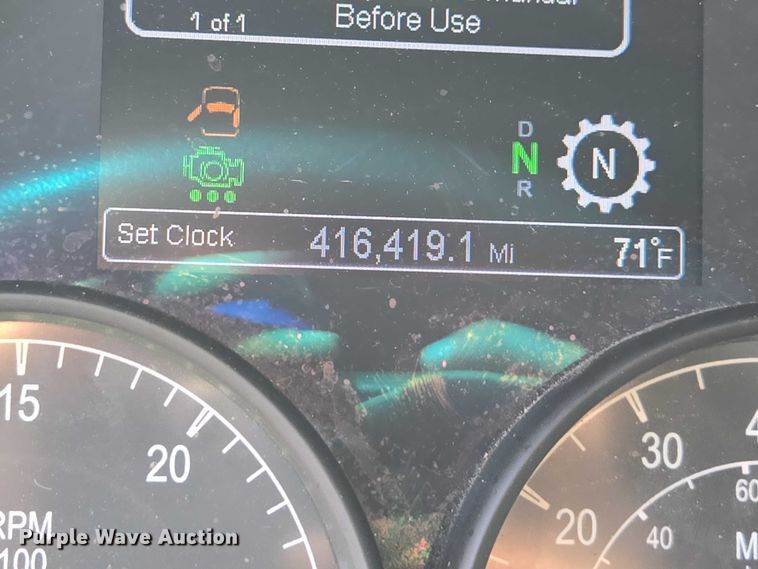 1 of 1
Before Use
D
N
R
N
Set Clock
416,419.1 Mi
71°F
15
20
RPM
100
20
30
40
60
Purple Wave Auction